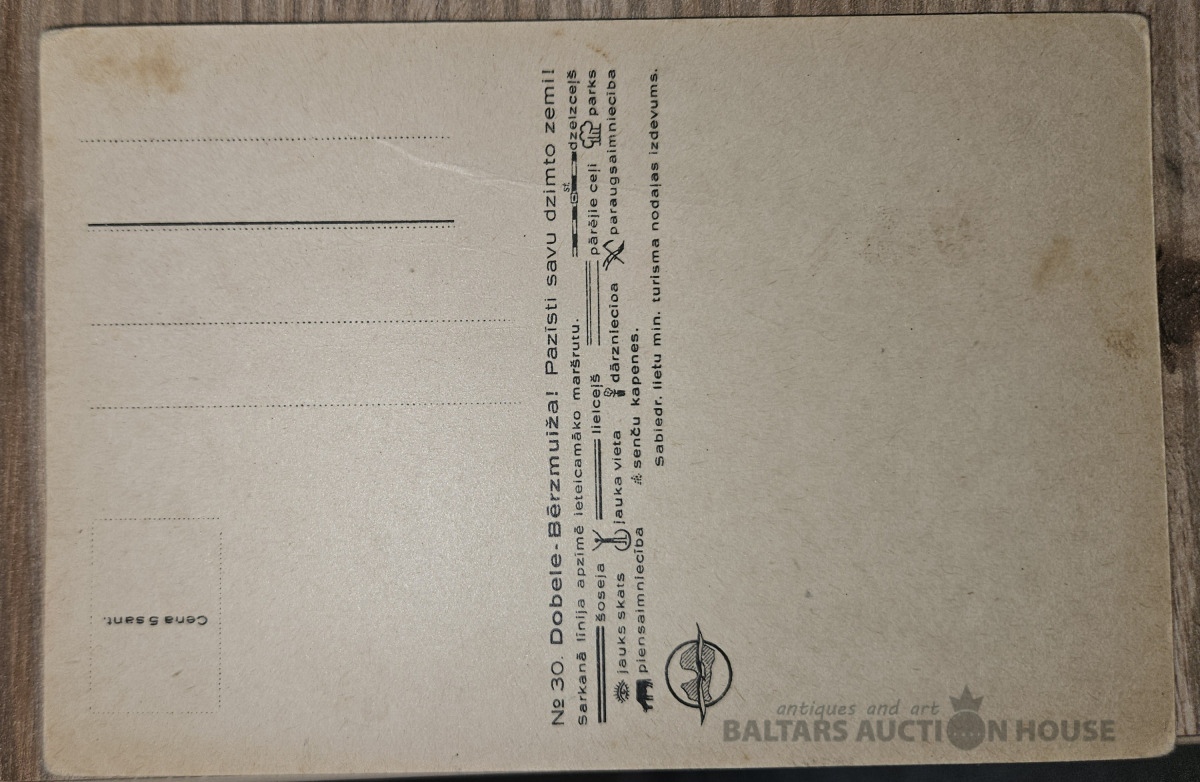 № 30. Dobele-Bērzmuiža! Pazīsti savu dzimto zemi!
Sarkanā līnija apzīmē ieteicamāko maršrutu. st. dzelzceļš
šoseja lielceļš pārējie ceļi parks
jauks skats jauka vieta dārzniecība paraugsaimniecība
piensaimniecība senču kapenes.
Sabiedr. lietu min. turisma nodaļas izdevums.
Cena 5 sant.
antiques and art
BALTARS AUCTION HOUSE